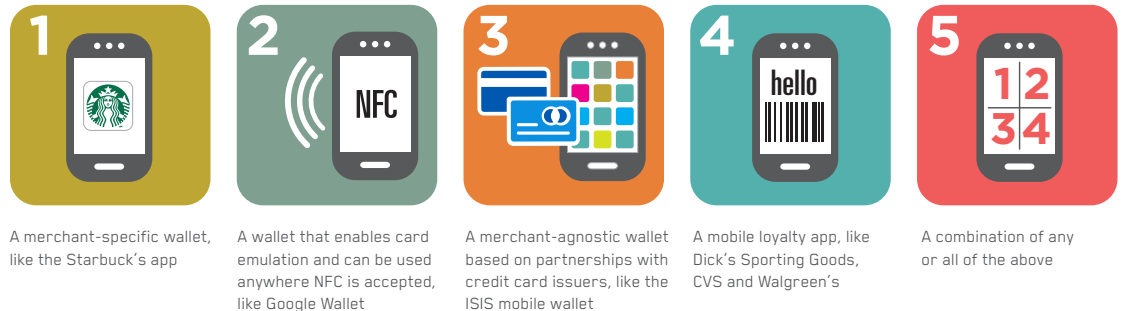 1
2
NFC
3
4
hello
5
1 2
3 4
A merchant-specific wallet,
like the Starbuck's app
A wallet that enables card
emulation and can be used
anywhere NFC is accepted,
like Google Wallet
A merchant-agnostic wallet
based on partnerships with
credit card issuers, like the
ISIS mobile wallet
A mobile loyalty app, like
Dick's Sporting Goods,
CVS and Walgreen's
A combination of any
or all of the above